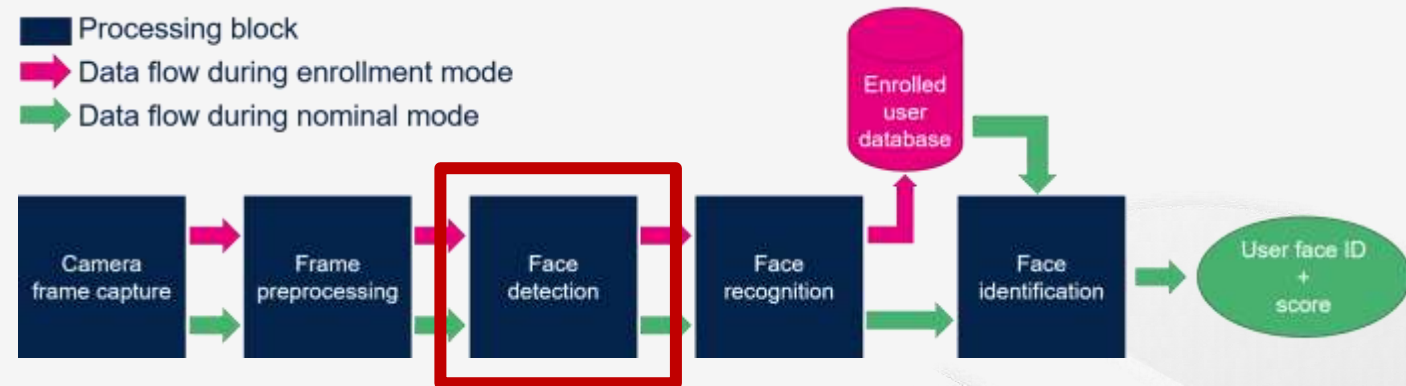 Processing block
Data flow during enrollment mode
Data flow during nominal mode
Enrolled
user
database
Camera
frame capture
Frame
preprocessing
Face
detection
Face
recognition
Face
identification
User face ID
+
score